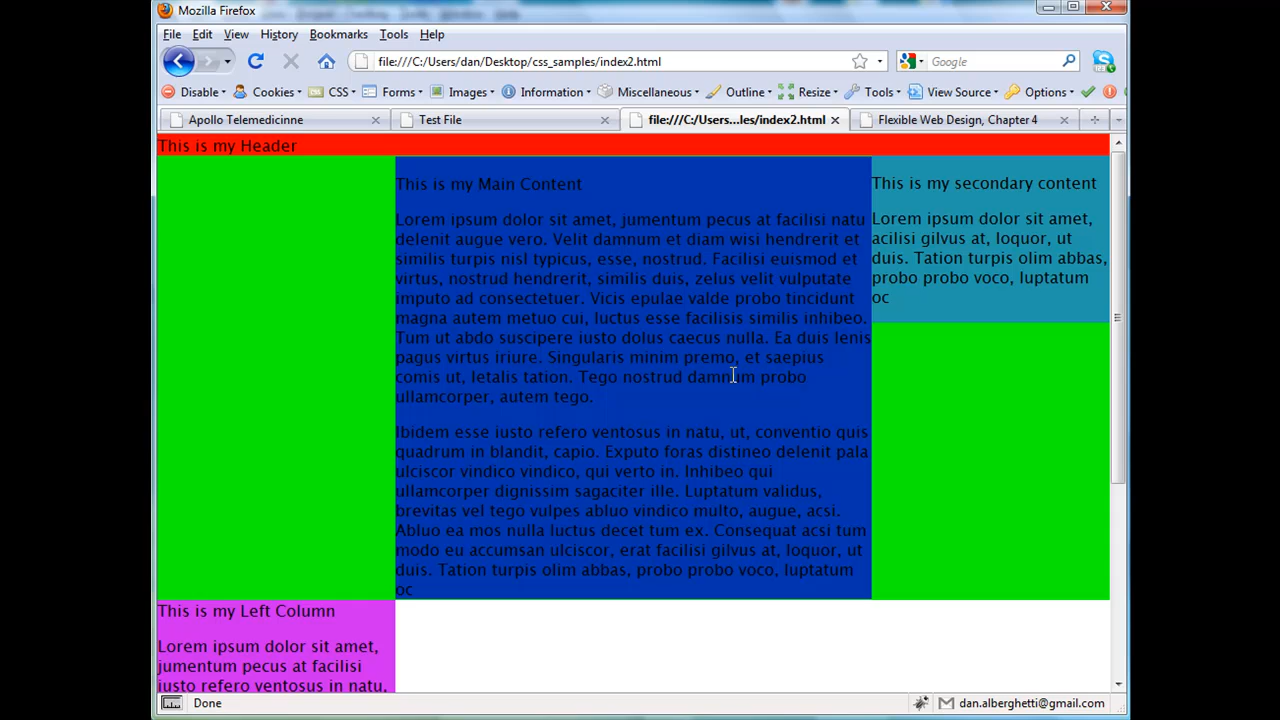 Mozilla Firefox
File Edit View History Bookmarks Tools Help
file:///C:/Users/dan/Desktop/css_samples/index2.html
Google
Disable Cookies CSS Forms Images Information Miscellaneous Outline Resize Tools View Source Options
Apollo Telemedicinne
Test File
file:///C:/Users...les/index2.html
Flexible Web Design, Chapter 4
This is my Header
This is my Main Content
Lorem ipsum dolor sit amet, jumentum pecus at facilisi natu
delenit augue vero. Velit damnum et diam wisi hendrerit et
similis turpis nisl typicus, esse, nostrud. Facilisi euismod et
virtus, nostrud hendrerit, similis duis, zelus velit vulputate
imputo ad consectetuer. Vicis epulae valde probo tincidunt
magna autem metuo cui, luctus esse facilisis similis inhibeo.
Tum ut abdo suscipere iusto dolus caecus nulla. Ea duis lenis
pagus virtus iriure. Singularis minim premo, et saepius
comis ut, letalis tation. Tego nostrud damnum probo
ullamcorper, autem tego.
Ibidem esse iusto refero ventosus in natu, ut, conventio quis
quadrum in blandit, capio. Exputo foras distineo delenit pala
ulciscor vindico vindico, qui verto in. Inhibeo qui
ullamcorper dignissim sagaciter ille. Luptatum validus,
brevitas vel tego vulpes abluo vindico multo, augue, acsi.
Abluo ea mos nulla luctus decet tum ex. Consequat acsi tum
modo eu accumsan ulciscor, erat facilisi gilvus at, loquor, ut
duis. Tation turpis olim abbas, probo probo voco, luptatum
oc
This is my secondary content
Lorem ipsum dolor sit amet,
acilisi gilvus at, loquor, ut
duis. Tation turpis olim abbas,
probo probo voco, luptatum
oc
This is my Left Column
Lorem ipsum dolor sit amet,
jumentum pecus at facilisi
iusto refero ventosus in natu,
Done
dan.alberghetti@gmail.com